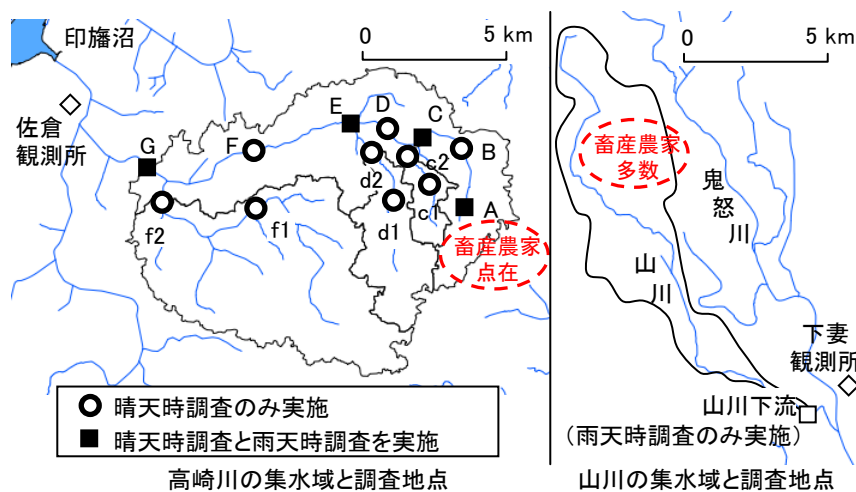 印旛沼
佐倉
観測所
0
5 km
G
F
E
D
C
B
A
c2
c1
d2
d1
f2
f1
畜産農家
点在
○ 晴天時調査のみ実施
■ 晴天時調査と雨天時調査を実施
高崎川の集水域と調査地点
0
5 km
畜産農家
多数
鬼怒川
山川
下妻
観測所
山川下流
(雨天時調査のみ実施)
山川の集水域と調査地点